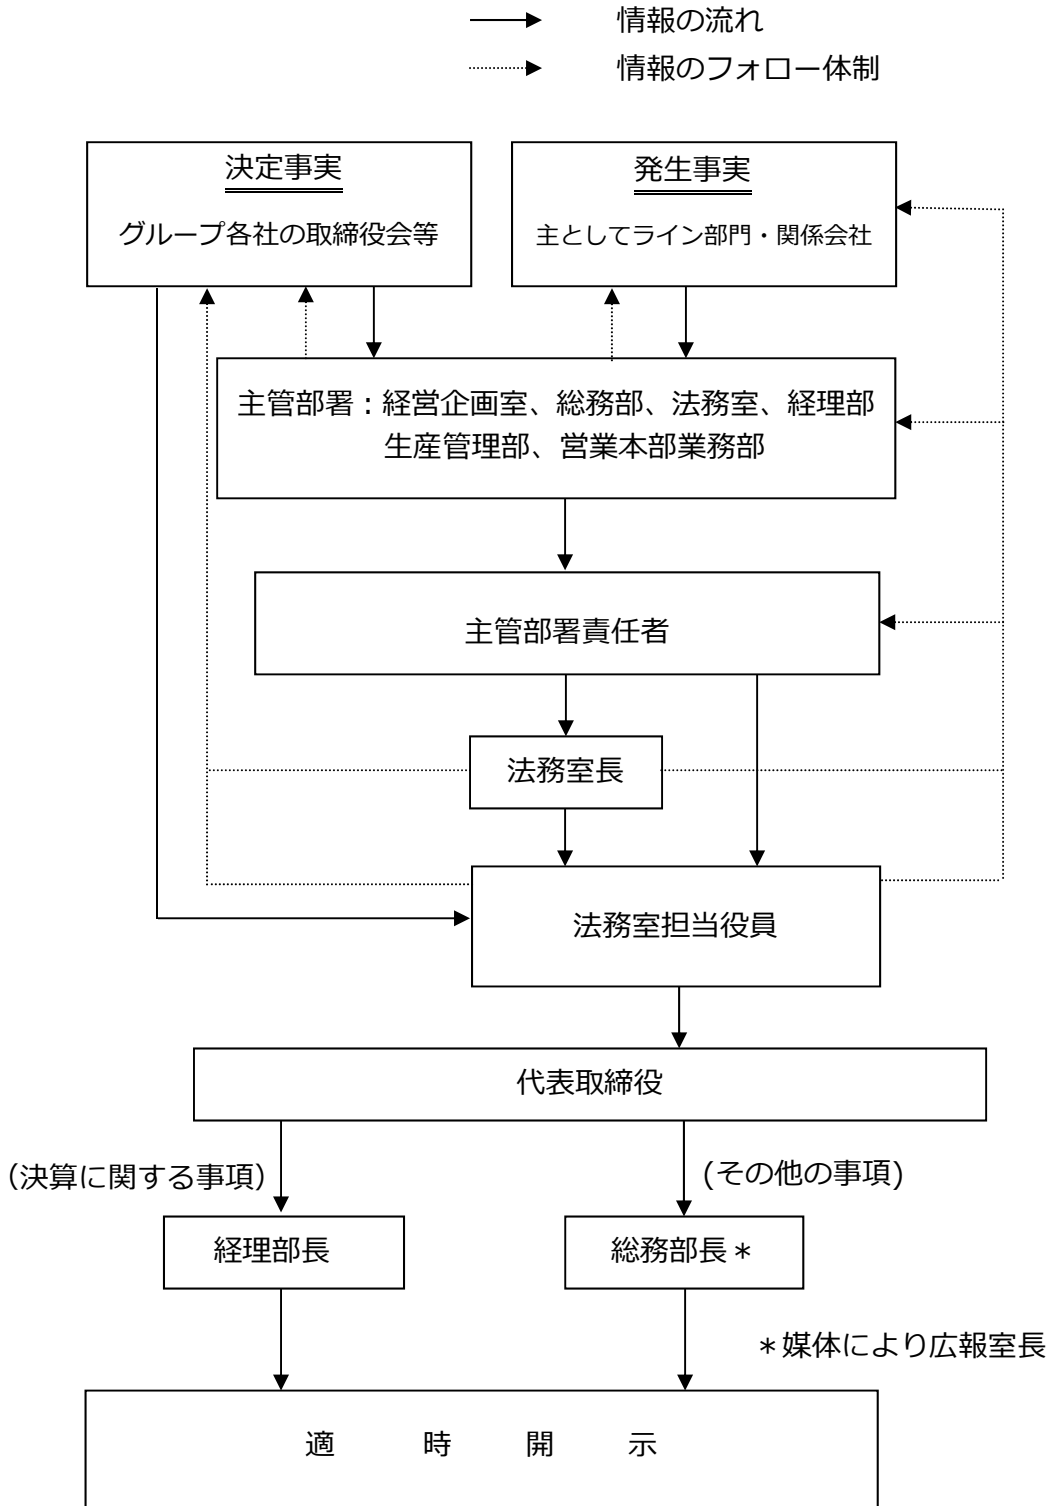 情報の流れ
情報のフォロー体制
決定事実
グループ各社の取締役会等
発生事実
主としてライン部門・関係会社
主管部署：経営企画室、総務部、法務室、経理部
生産管理部、営業本部業務部
主管部署責任者
法務室長
法務室担当役員
代表取締役
（決算に関する事項）
（その他の事項）
経理部長
総務部長＊
＊媒体により広報室長
適　時　開　示